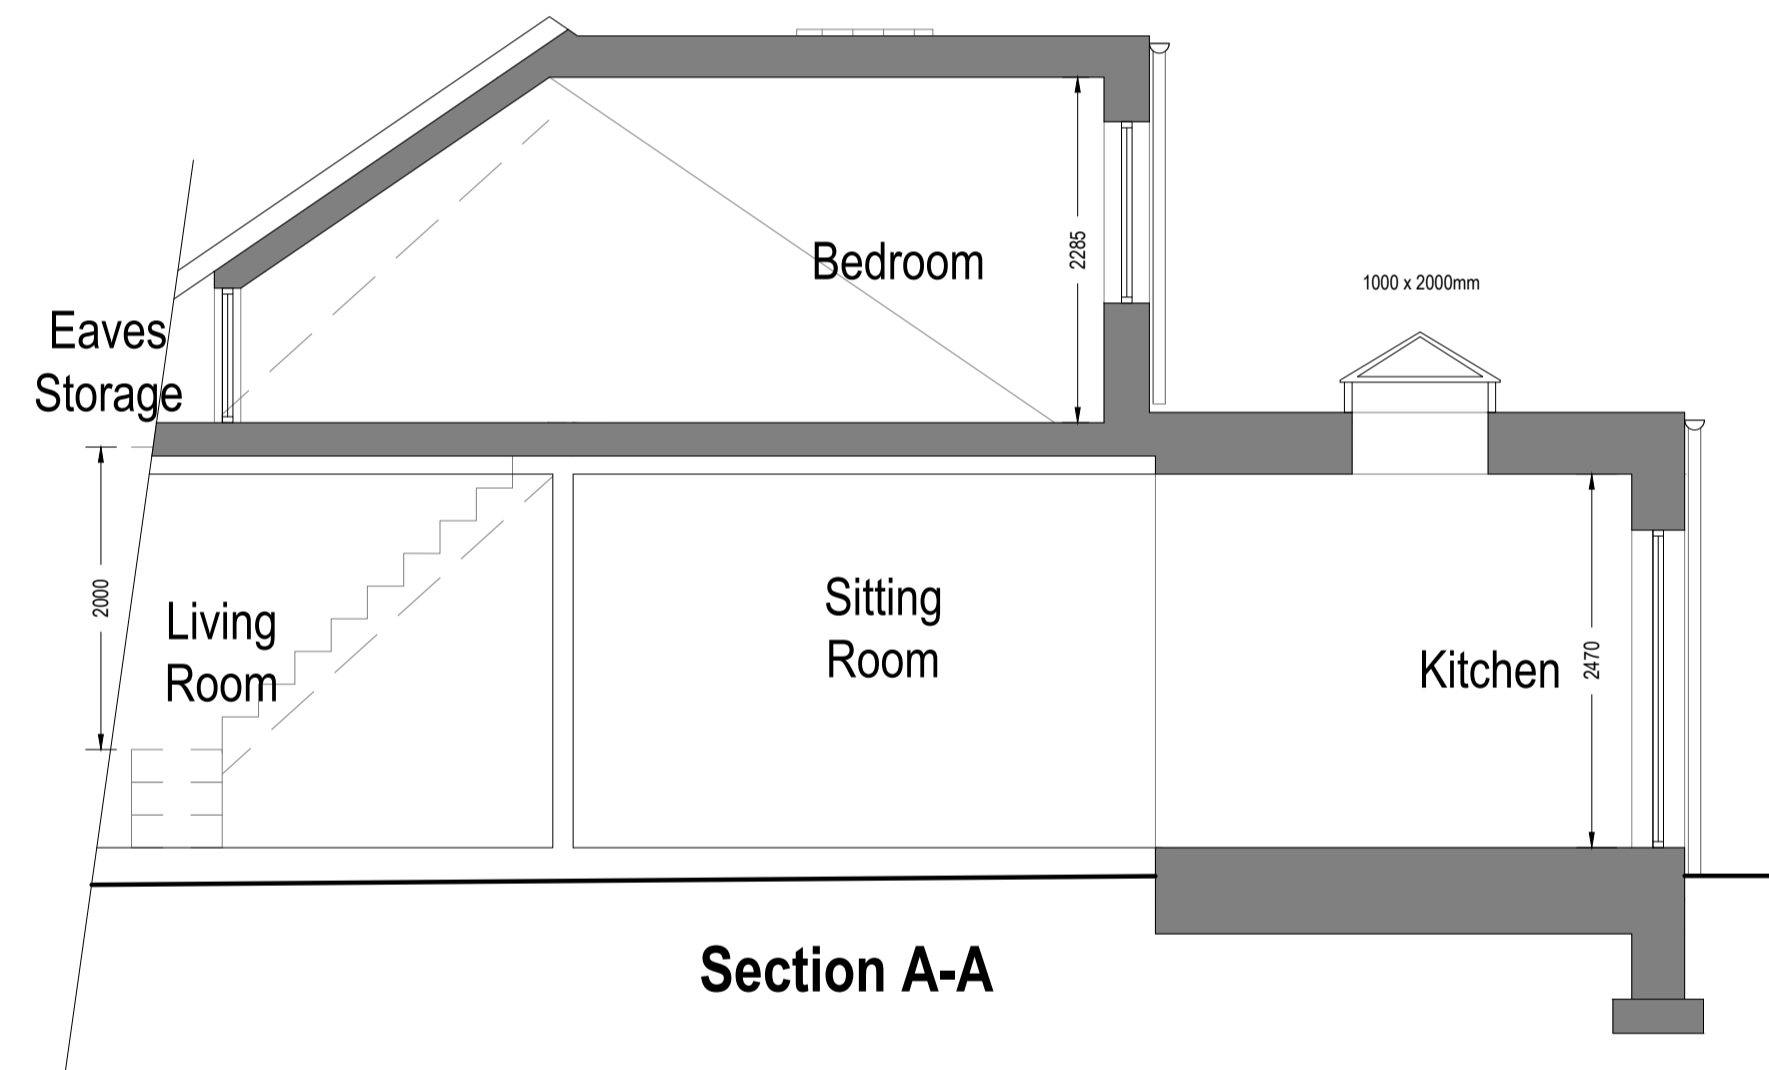 Bedroom
2285
1000 x 2000mm
Eaves
Storage
2000
Living
Room
Sitting
Room
Kitchen
2470
Section A-A